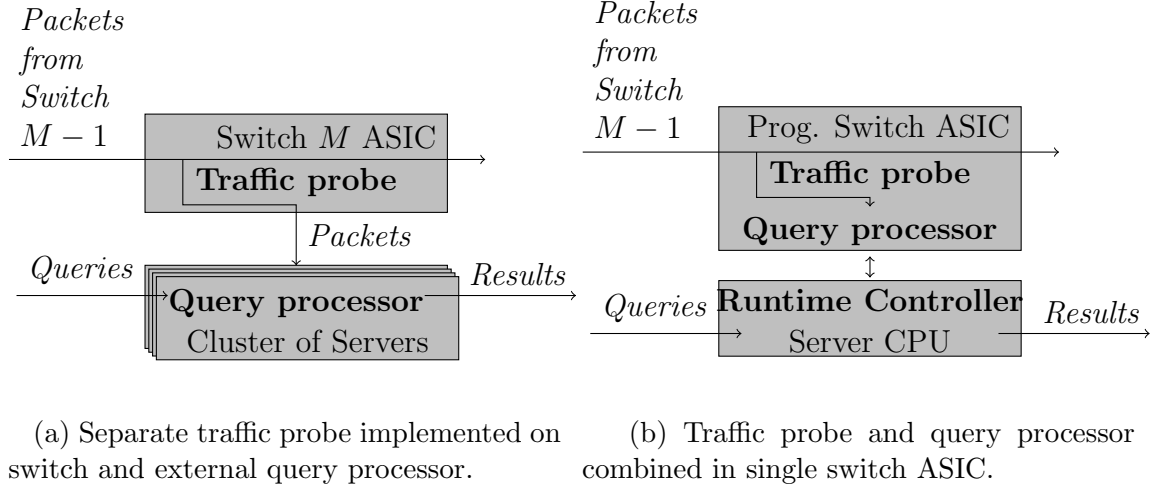 Packets
from
Switch
M − 1
Switch M ASIC
Traffic probe
Packets
Queries
Results
Query processor
Cluster of Servers
(a) Separate traffic probe implemented on
switch and external query processor.
Packets
from
Switch
M − 1
Prog. Switch ASIC
Traffic probe
Query processor
Queries
Runtime Controller
Results
Server CPU
(b) Traffic probe and query processor
combined in single switch ASIC.